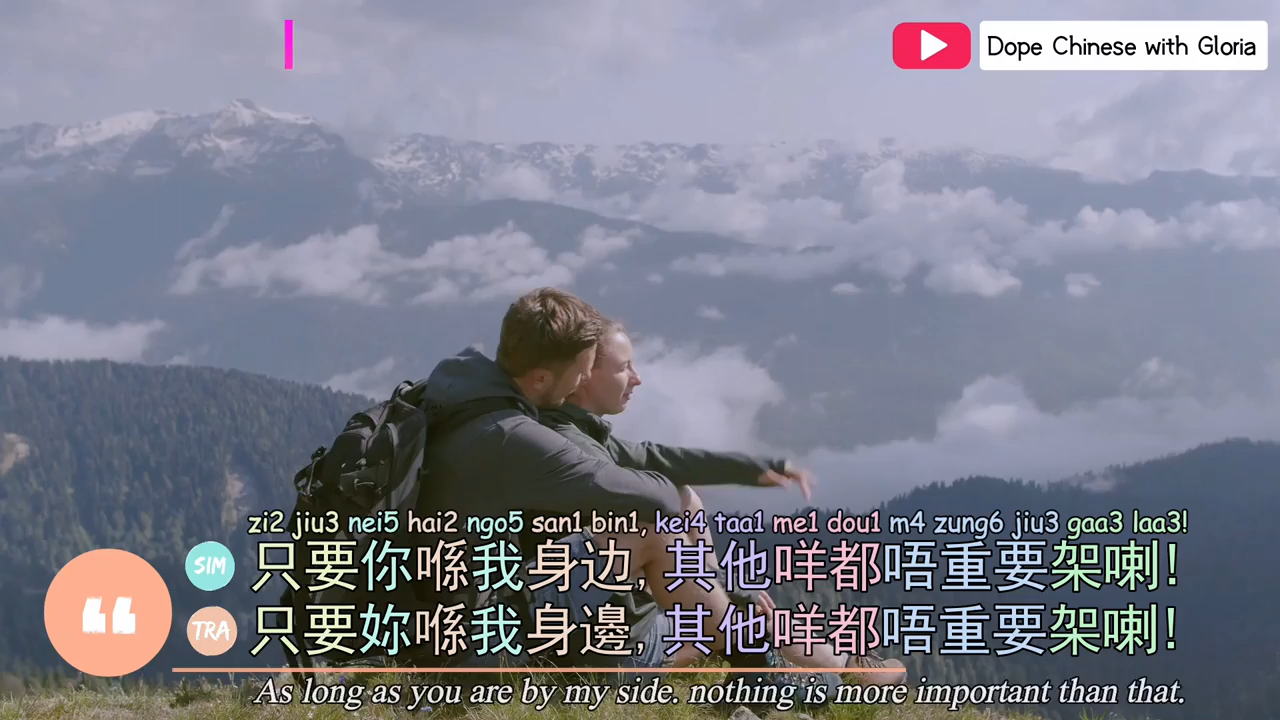 Dope Chinese with Gloria
zi2 jiu3 nei5 hai2 ngo5 san1 bin1, kei4 taa1 me1 dou1 m4 zung6 jiu3 gaa3 laa3!
SIM
只要你喺我身边, 其他咩都唔重要架喇!
TRA
只要妳喺我身邊, 其他咩都唔重要架喇!
As long as you are by my side. nothing is more important than that.